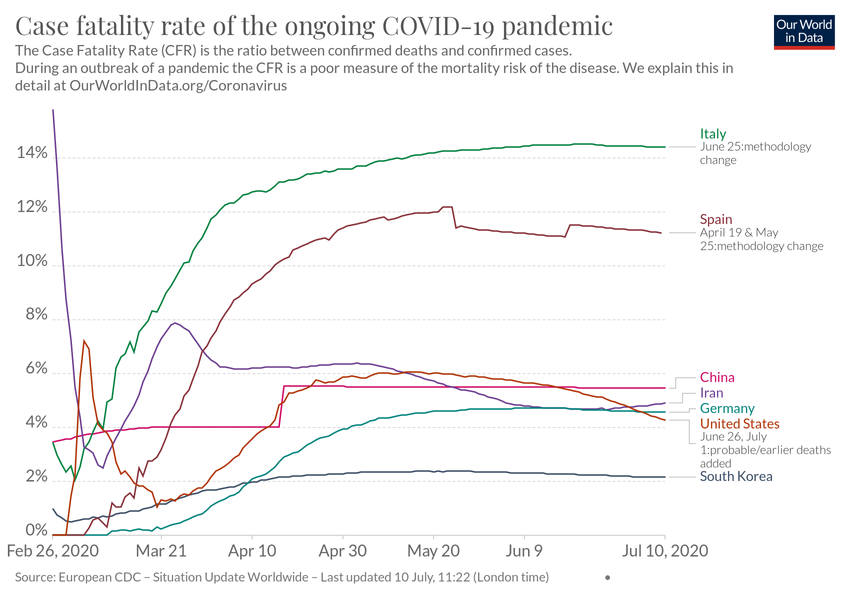 Case fatality rate of the ongoing COVID-19 pandemic
Our World
in Data
The Case Fatality Rate (CFR) is the ratio between confirmed deaths and confirmed cases.
During an outbreak of a pandemic the CFR is a poor measure of the mortality risk of the disease. We explain this in
detail at OurWorldInData.org/Coronavirus
14%
12%
10%
8%
6%
4%
2%
0%
Italy
June 25:methodology
change
Spain
April 19 & May
25:methodology change
China
Iran
Germany
United States
June 26, July
1:probable/earlier deaths
added
South Korea
Feb 26, 2020
Mar 21
Apr 10
Apr 30
May 20
Jun 9
Jul 10, 2020
Source: European CDC – Situation Update Worldwide – Last updated 10 July, 11:22 (London time)
•